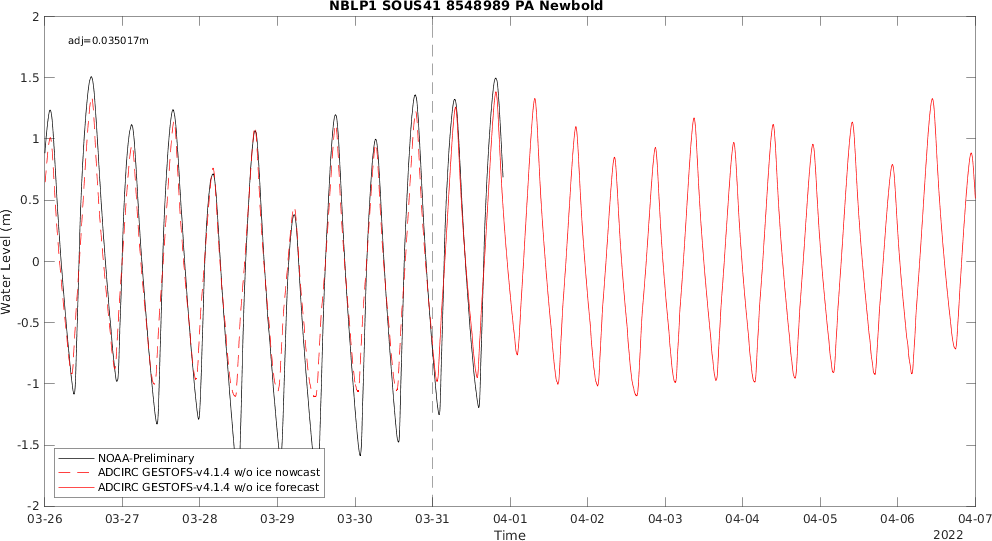 NBLP1 SOUS41 8548989 PA Newbold
adj=0.035017m
2
1.5
1
0.5
0
-0.5
-1
-1.5
-2
Water Level (m)
NOAA-Preliminary
ADCIRC GESTOFS-v4.1.4 w/o ice nowcast
ADCIRC GESTOFS-v4.1.4 w/o ice forecast
03-26 03-27 03-28 03-29 03-30 03-31 04-01 04-02 04-03 04-04 04-05 04-06 04-07
Time
2022